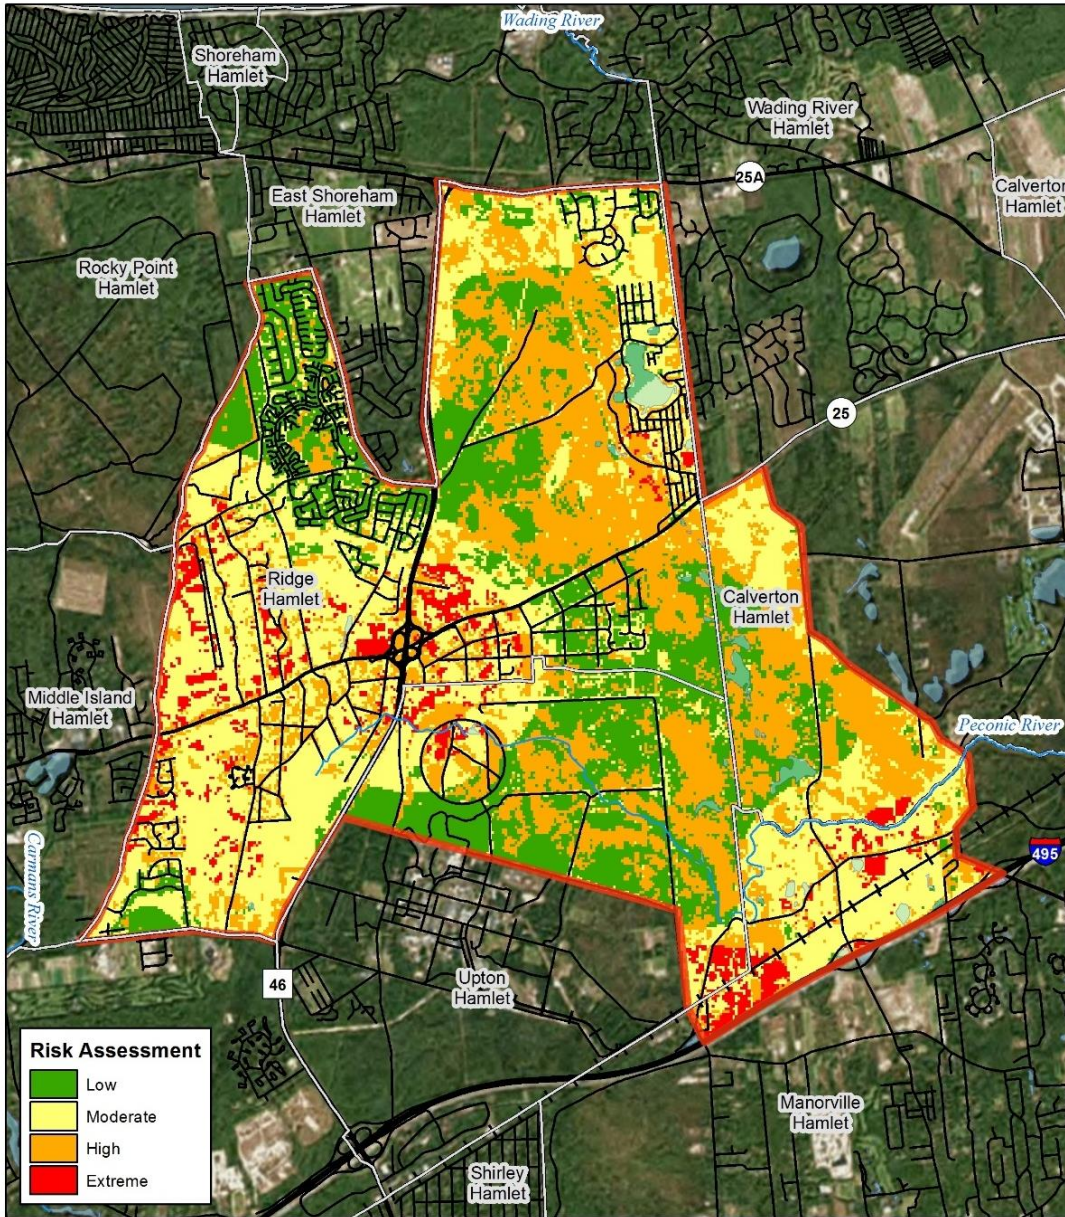 Wading River
Shoreham
Hamlet
Wading River
Hamlet
25A
East Shoreham
Hamlet
Calverton
Hamlet
Rocky Point
Hamlet
25
Ridge
Hamlet
Calverton
Hamlet
Middle Island
Hamlet
Peconic River
495
Carmans River
46
Upton
Hamlet
Risk Assessment
Low
Moderate
High
Extreme
Manorville
Hamlet
Shirley
Hamlet